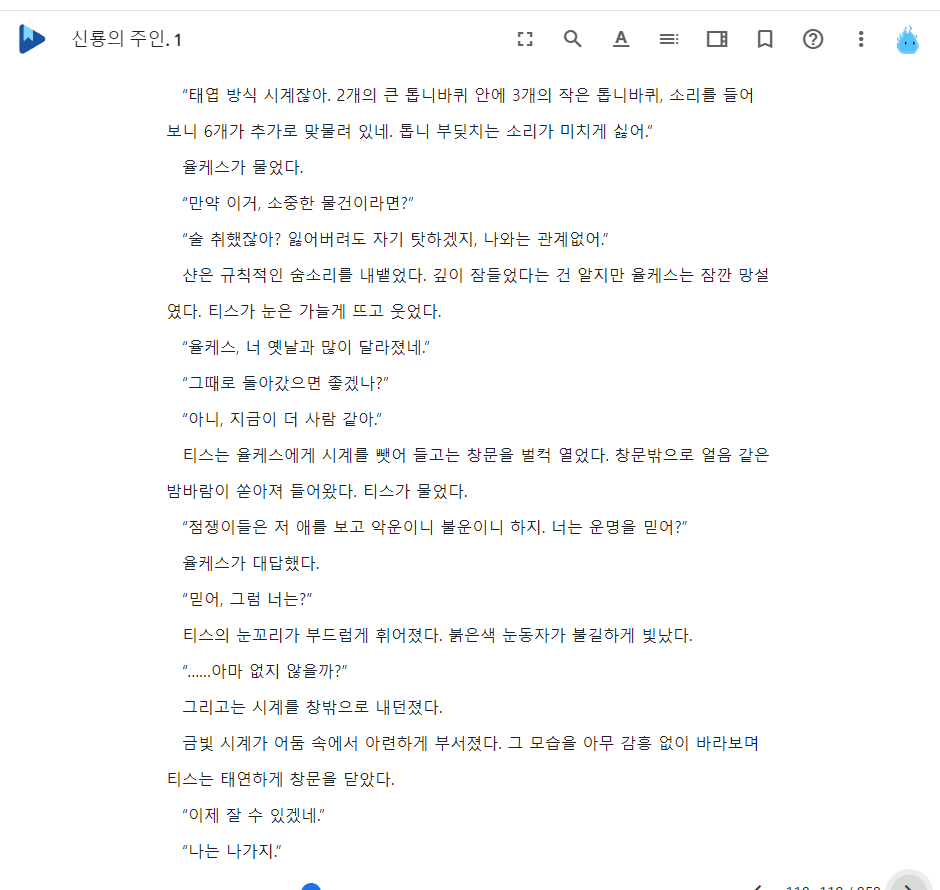 신룡의 주인. 1
“태엽 방식 시계잖아. 2개의 큰 톱니바퀴 안에 3개의 작은 톱니바퀴, 소리를 들어
보니 6개가 추가로 맞물려 있네. 톱니 부딪치는 소리가 미치게 싫어.”
율케스가 물었다.
“만약 이거, 소중한 물건이라면?”
“술 취했잖아? 잃어버려도 자기 탓하겠지, 나와는 관계없어.”
샨은 규칙적인 숨소리를 내뱉었다. 깊이 잠들었다는 건 알지만 율케스는 잠깐 망설
였다. 티스가 눈은 가늘게 뜨고 웃었다.
“율케스, 너 옛날과 많이 달라졌네.”
“그때로 돌아갔으면 좋겠나?”
“아니, 지금이 더 사람 같아.”
티스는 율케스에게 시계를 뺏어 들고는 창문을 벌컥 열었다. 창문밖으로 얼음 같은
밤바람이 쏟아져 들어왔다. 티스가 물었다.
“점쟁이들은 저 애를 보고 악운이니 불운이니 하지. 너는 운명을 믿어?”
율케스가 대답했다.
“믿어, 그럼 너는?”
티스의 눈꼬리가 부드럽게 휘어졌다. 붉은색 눈동자가 불길하게 빛났다.
“......아마 없지 않을까?”
그리고는 시계를 창밖으로 내던졌다.
금빛 시계가 어둠 속에서 아련하게 부서졌다. 그 모습을 아무 감흥 없이 바라보며
티스는 태연하게 창문을 닫았다.
“이제 잘 수 있겠네.”
“나는 나가지.”